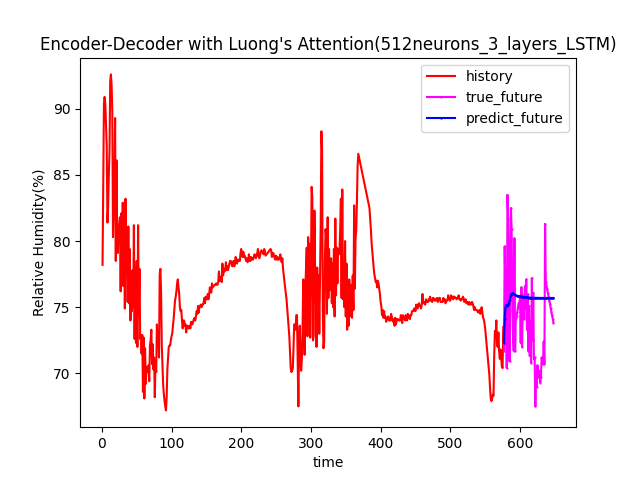 Encoder-Decoder with Luong's Attention(512neurons_3_layers_LSTM)
history
true_future
predict_future
Relative Humidity(%)
90
85
80
75
70
0 100 200 300 400 500 600
time